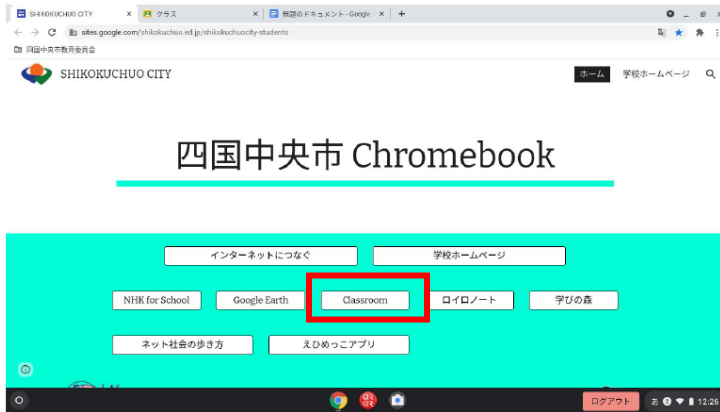 SHIKOKUCHUO CITY
クラス
無題のドキュメント - Google
sites.google.com/shikokuchuo.ed.jp/shikokuchuocity-students
四国中央市教育委員会
SHIKOKUCHUO CITY
ホーム
学校ホームページ
四国中央市 Chromebook
インターネットにつなぐ
学校ホームページ
NHK for School
Google Earth
Classroom
ロイロノート
学びの森
ネット社会の歩き方
えひめっこアプリ
ログアウト
あ
12:26